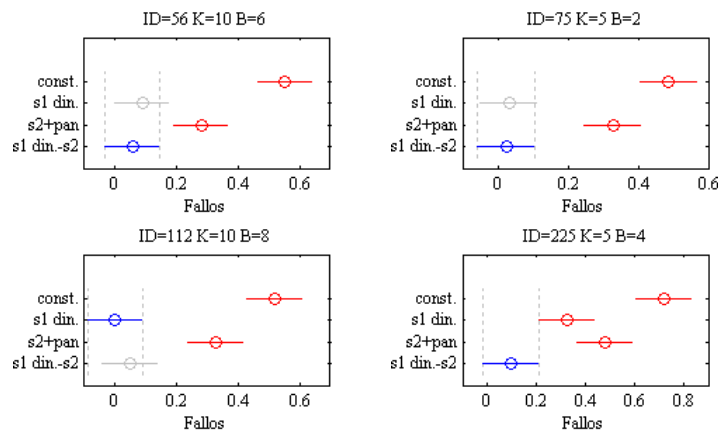 ID=56 K=10 B=6
const.
s1 din.
s2+pan
s1 din.-s2
0 0.2 0.4 0.6
Fallos
ID=75 K=5 B=2
const.
s1 din.
s2+pan
s1 din.-s2
0 0.2 0.4 0.6
Fallos
ID=112 K=10 B=8
const.
s1 din.
s2+pan
s1 din.-s2
0 0.2 0.4 0.6
Fallos
ID=225 K=5 B=4
const.
s1 din.
s2+pan
s1 din.-s2
0 0.2 0.4 0.6 0.8
Fallos